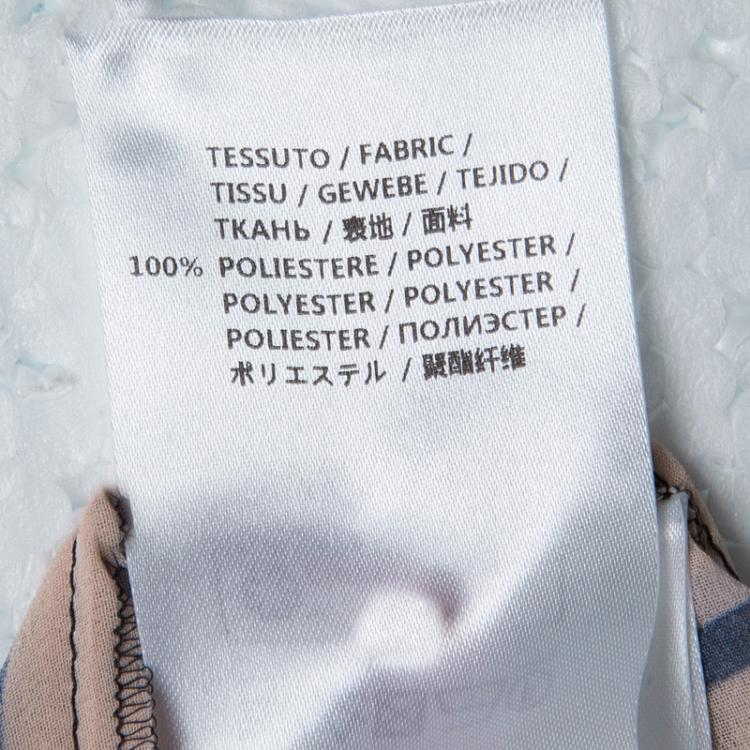 TESSUTO / FABRIC /
TISSU / GEWEBE / TEJIDO /
ТКАНЬ / 表地 / 面料
100% POLIESTERE / POLYESTER /
POLYESTER / POLYESTER /
POLIESTER / ПОЛИЭСТЕР /
ポリエステル / 聚酯纤维